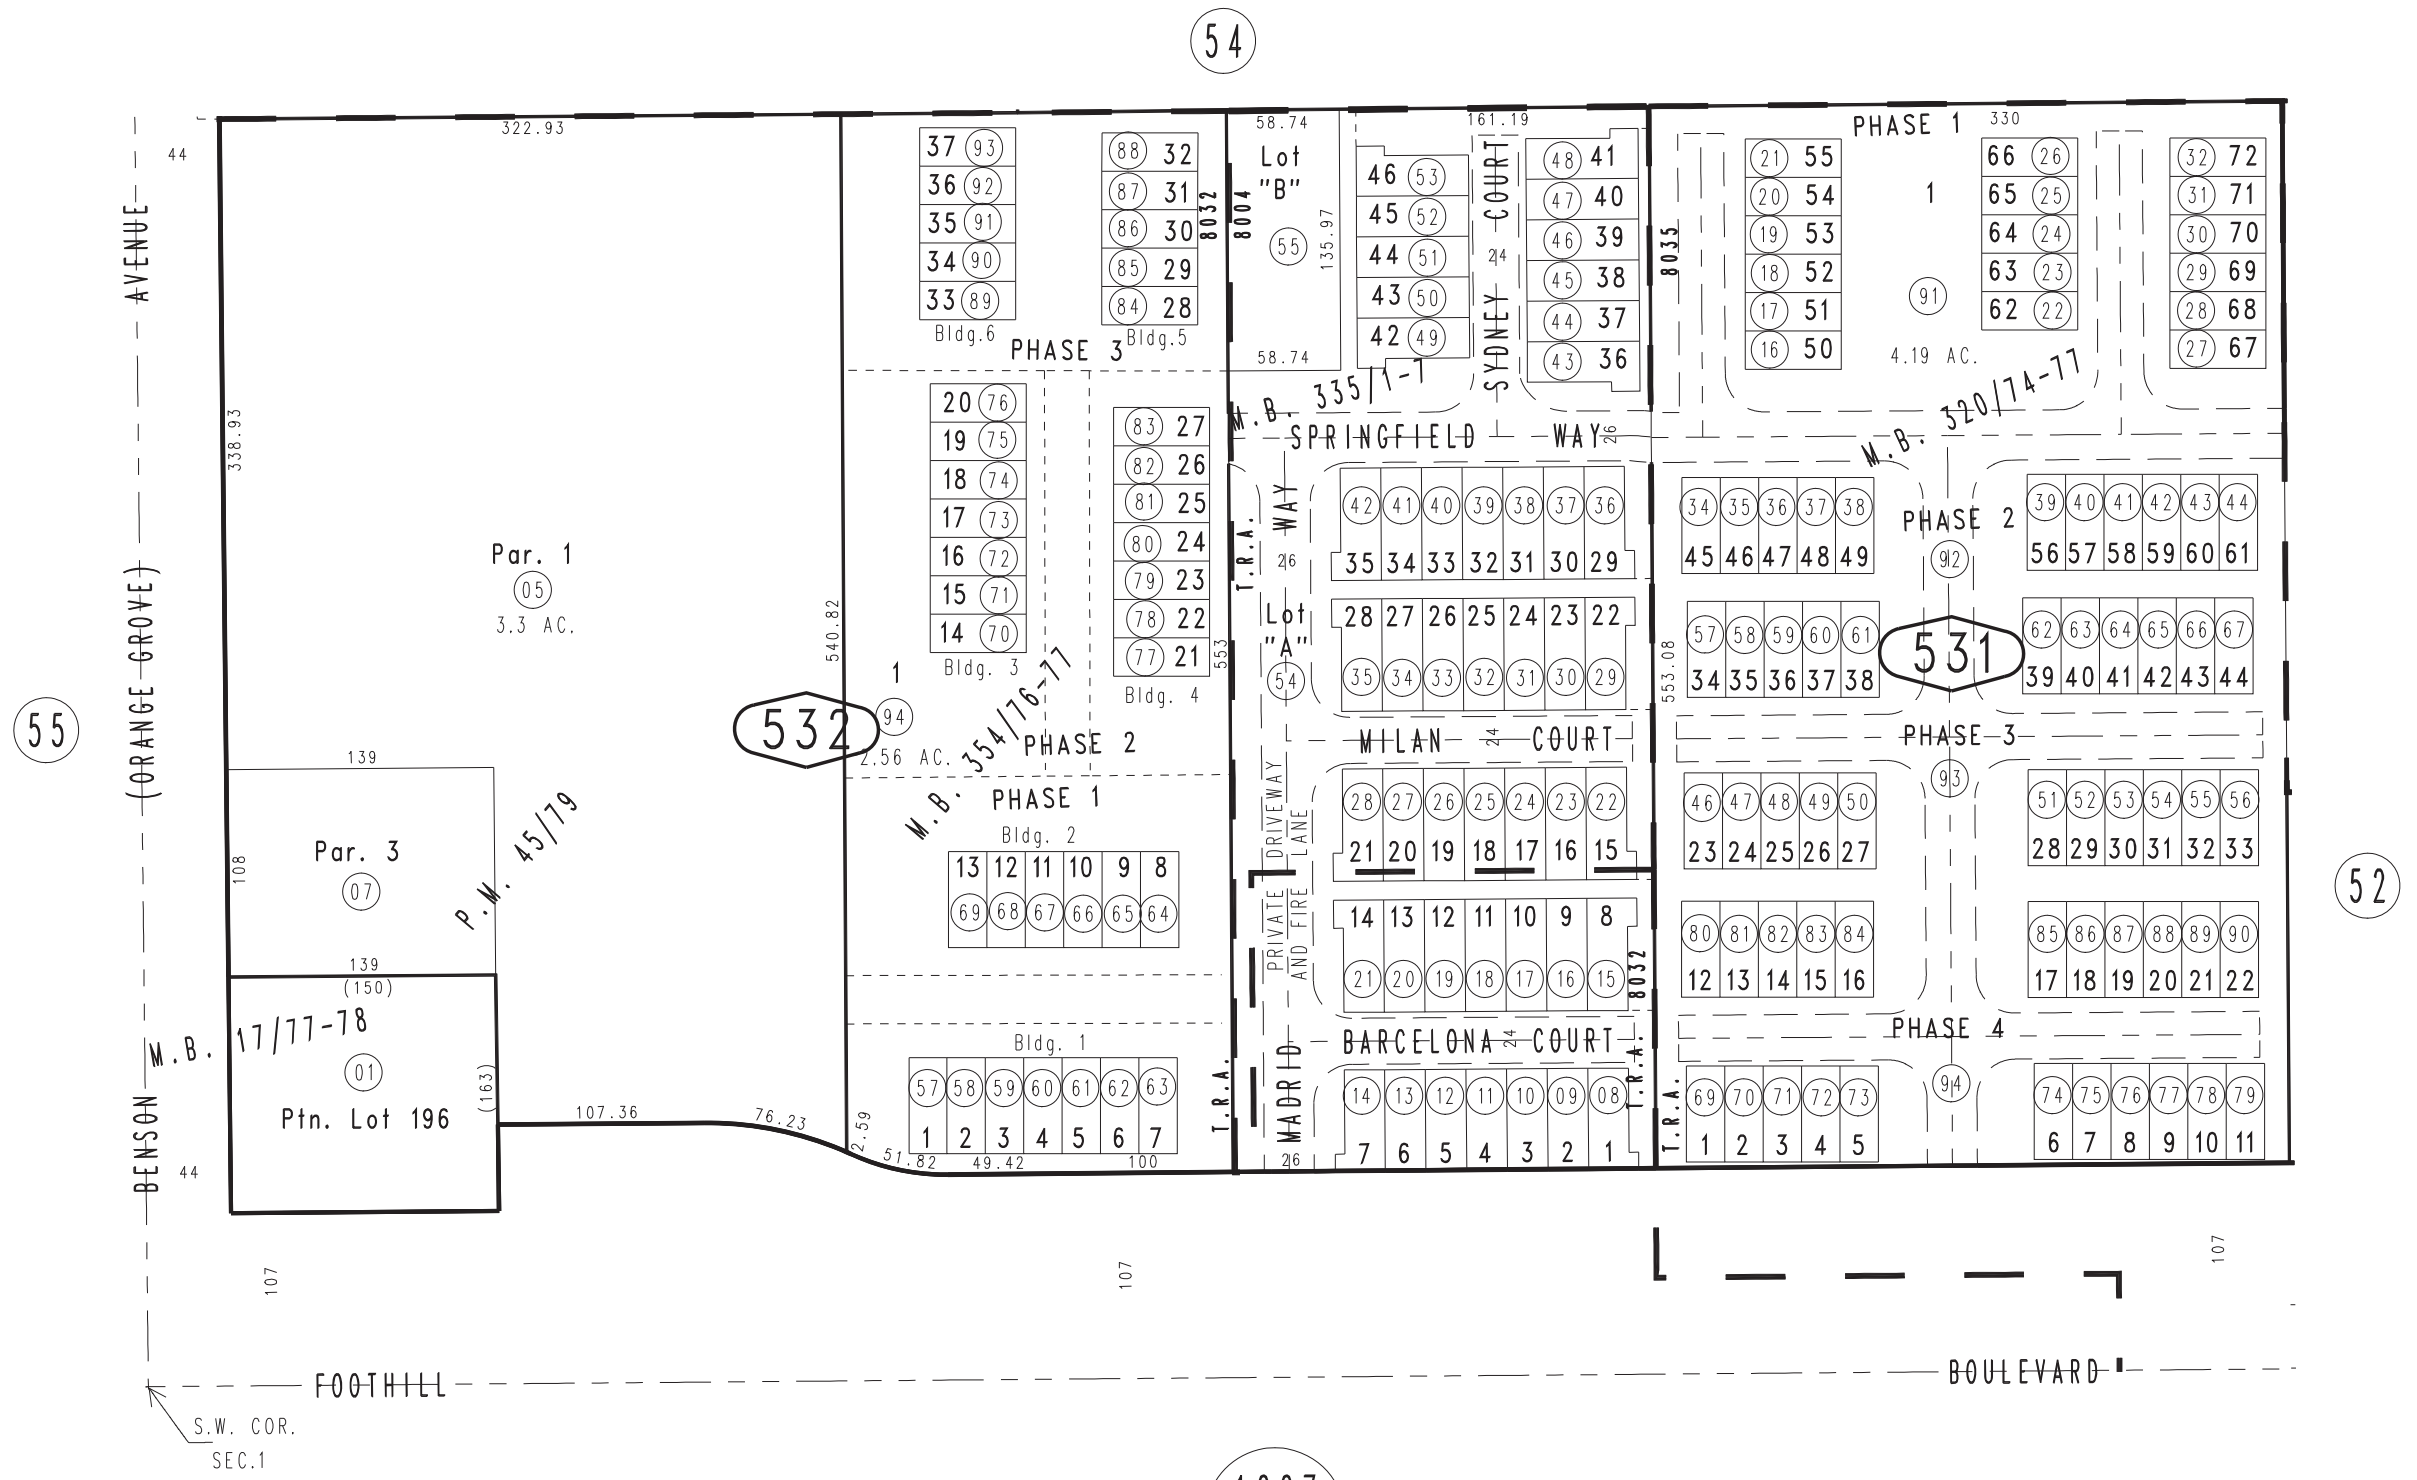 54
55
52
44
BENSON (ORANGE GROVE) AVENUE
44
322.93
338.93
Par. 1
05
3.3 AC.
540.82
139
Par. 3
07
108
P.M. 45/79
139
(150)
M.B. 17/77-78
01
(163)
Ptn. Lot 196
107.36
76.23
2.59
51.82
49.42
100
532
37 93
36 92
35 91
34 90
33 89
Bldg.6
88 32
87 31
86 30
85 29
84 28
Bldg.5
PHASE 3
20 76
19 75
18 74
17 73
16 72
15 71
14 70
Bldg. 3
83 27
82 26
81 25
80 24
79 23
78 22
77 21
Bldg. 4
1
94
2.56 AC.
M.B. 354/76-77
PHASE 2
PHASE 1
Bldg. 2
13 12 11 10 9 8
69 68 67 66 65 64
Bldg. 1
57 58 59 60 61 62 63
1 2 3 4 5 6 7
8032
8004
T.R.A.
553
T.R.A.
58.74
Lot
"B"
55
135.97
58.74
161.19
46 53
45 52
44 51
43 50
42 49
SYDNEY COURT
24
48 41
47 40
46 39
45 38
44 37
43 36
M.B. 335/1-7
SPRINGFIELD WAY
26
MADRID WAY
26
Lot
"A"
54
PRIVATE DRIVEWAY
AND FIRE LANE
26
42 41 40 39 38 37 36
35 34 33 32 31 30 29
28 27 26 25 24 23 22
35 34 33 32 31 30 29
MILAN COURT
24
28 27 26 25 24 23 22
21 20 19 18 17 16 15
14 13 12 11 10 9 8
21 20 19 18 17 16 15
BARCELONA COURT
24
14 13 12 11 10 09 08
7 6 5 4 3 2 1
8035
553.08
8032
T.R.A.
T.R.A.
PHASE 1
330
21 55
20 54
19 53
18 52
17 51
16 50
1
91
4.19 AC.
66 26
65 25
64 24
63 23
62 22
32 72
31 71
30 70
29 69
28 68
27 67
M.B. 320/74-77
34 35 36 37 38
45 46 47 48 49
PHASE 2
92
39 40 41 42 43 44
56 57 58 59 60 61
57 58 59 60 61
34 35 36 37 38
531
62 63 64 65 66 67
39 40 41 42 43 44
PHASE 3
93
46 47 48 49 50
23 24 25 26 27
51 52 53 54 55 56
28 29 30 31 32 33
80 81 82 83 84
12 13 14 15 16
85 86 87 88 89 90
17 18 19 20 21 22
PHASE 4
94
69 70 71 72 73
1 2 3 4 5
74 75 76 77 78 79
6 7 8 9 10 11
107
107
107
FOOTHILL BOULEVARD
S.W. COR.
SEC.1